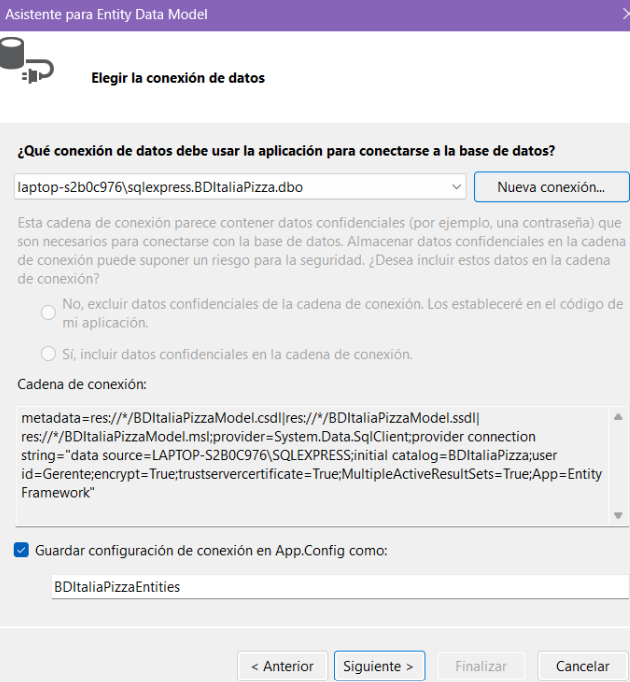 Asistente para Entity Data Model
Elegir la conexión de datos
¿Qué conexión de datos debe usar la aplicación para conectarse a la base de datos?
laptop-s2b0c976\sqlexpress.BDItaliaPizza.dbo
Nueva conexión...
Esta cadena de conexión parece contener datos confidenciales (por ejemplo, una contraseña) que
son necesarios para conectarse con la base de datos. Almacenar datos confidenciales en la cadena
de conexión puede suponer un riesgo para la seguridad. ¿Desea incluir estos datos en la cadena
de conexión?
No, excluir datos confidenciales de la cadena de conexión. Los estableceré en el código de
mi aplicación.
Sí, incluir datos confidenciales en la cadena de conexión.
Cadena de conexión:
metadata=res://*/BDItaliaPizzaModel.csdl|res://*/BDItaliaPizzaModel.ssdl|
res://*/BDItaliaPizzaModel.msl;provider=System.Data.SqlClient;provider connection
string="data source=LAPTOP-S2B0C976\SQLEXPRESS;initial catalog=BDItaliaPizza;user
id=Gerente;encrypt=True;trustservercertificate=True;MultipleActiveResultSets=True;App=Entity
Framework"
Guardar configuración de conexión en App.Config como:
BDItaliaPizzaEntities
< Anterior
Siguiente >
Finalizar
Cancelar